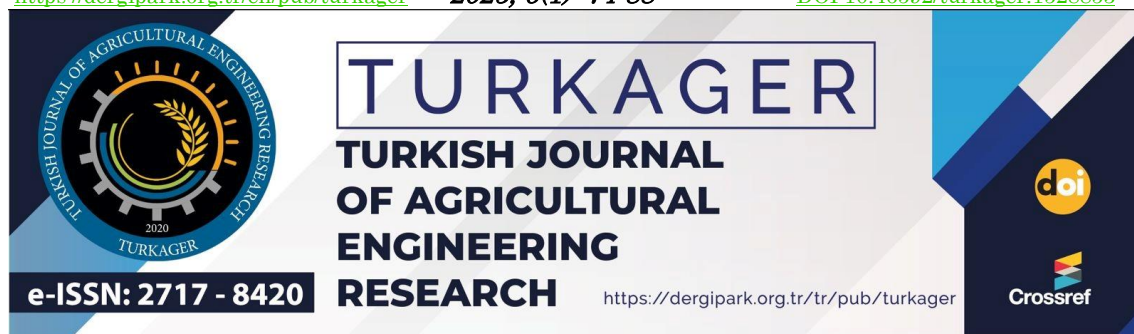 TURKISH JOURNAL OF AGRICULTURAL ENGINEERING RESEARCH
2020
TURKAGER
e-ISSN: 2717 - 8420
TURKAGER
TURKISH JOURNAL
OF AGRICULTURAL
ENGINEERING
RESEARCH
https://dergipark.org.tr/tr/pub/turkager
doi
Crossref